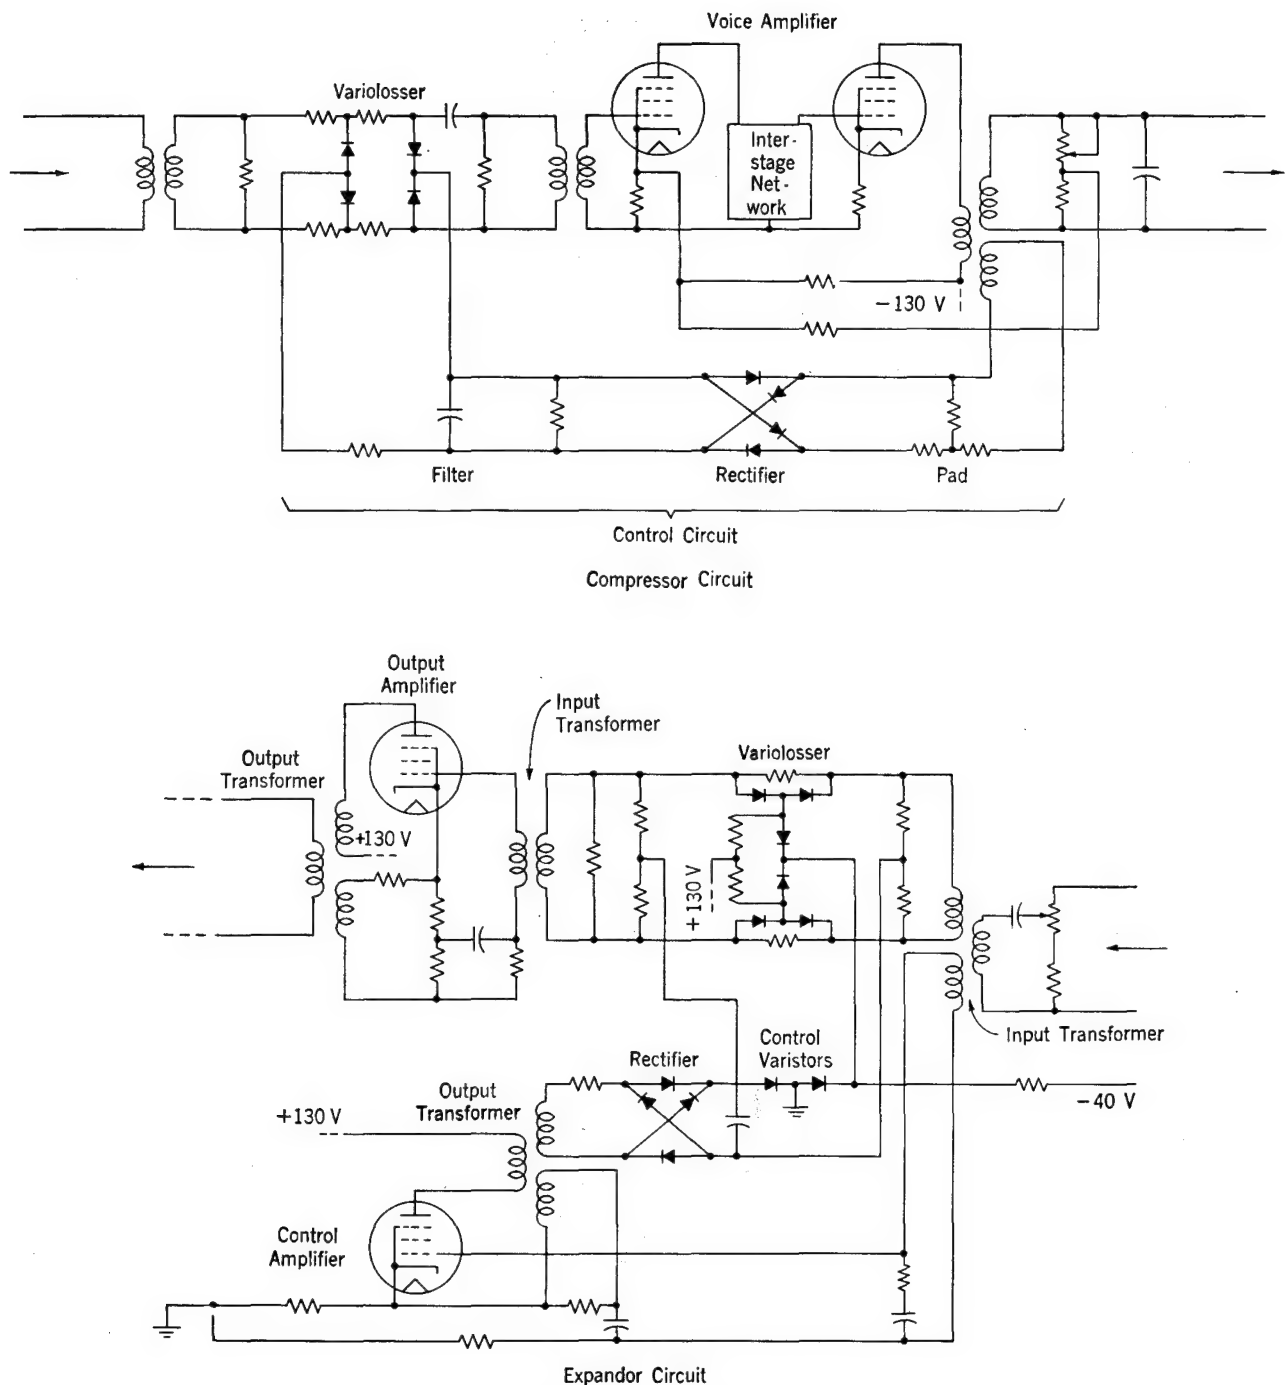 Voice Amplifier
Variolosser
Inter-
stage
Net-
work
−130 V
Filter
Rectifier
Pad
Control Circuit
Compressor Circuit
Output
Amplifier
Input
Transformer
Output
Transformer
Variolosser
+130 V
+130 V
Input Transformer
Control
Varistors
Rectifier
Output
Transformer
−40 V
+130 V
Control
Amplifier
Expandor Circuit